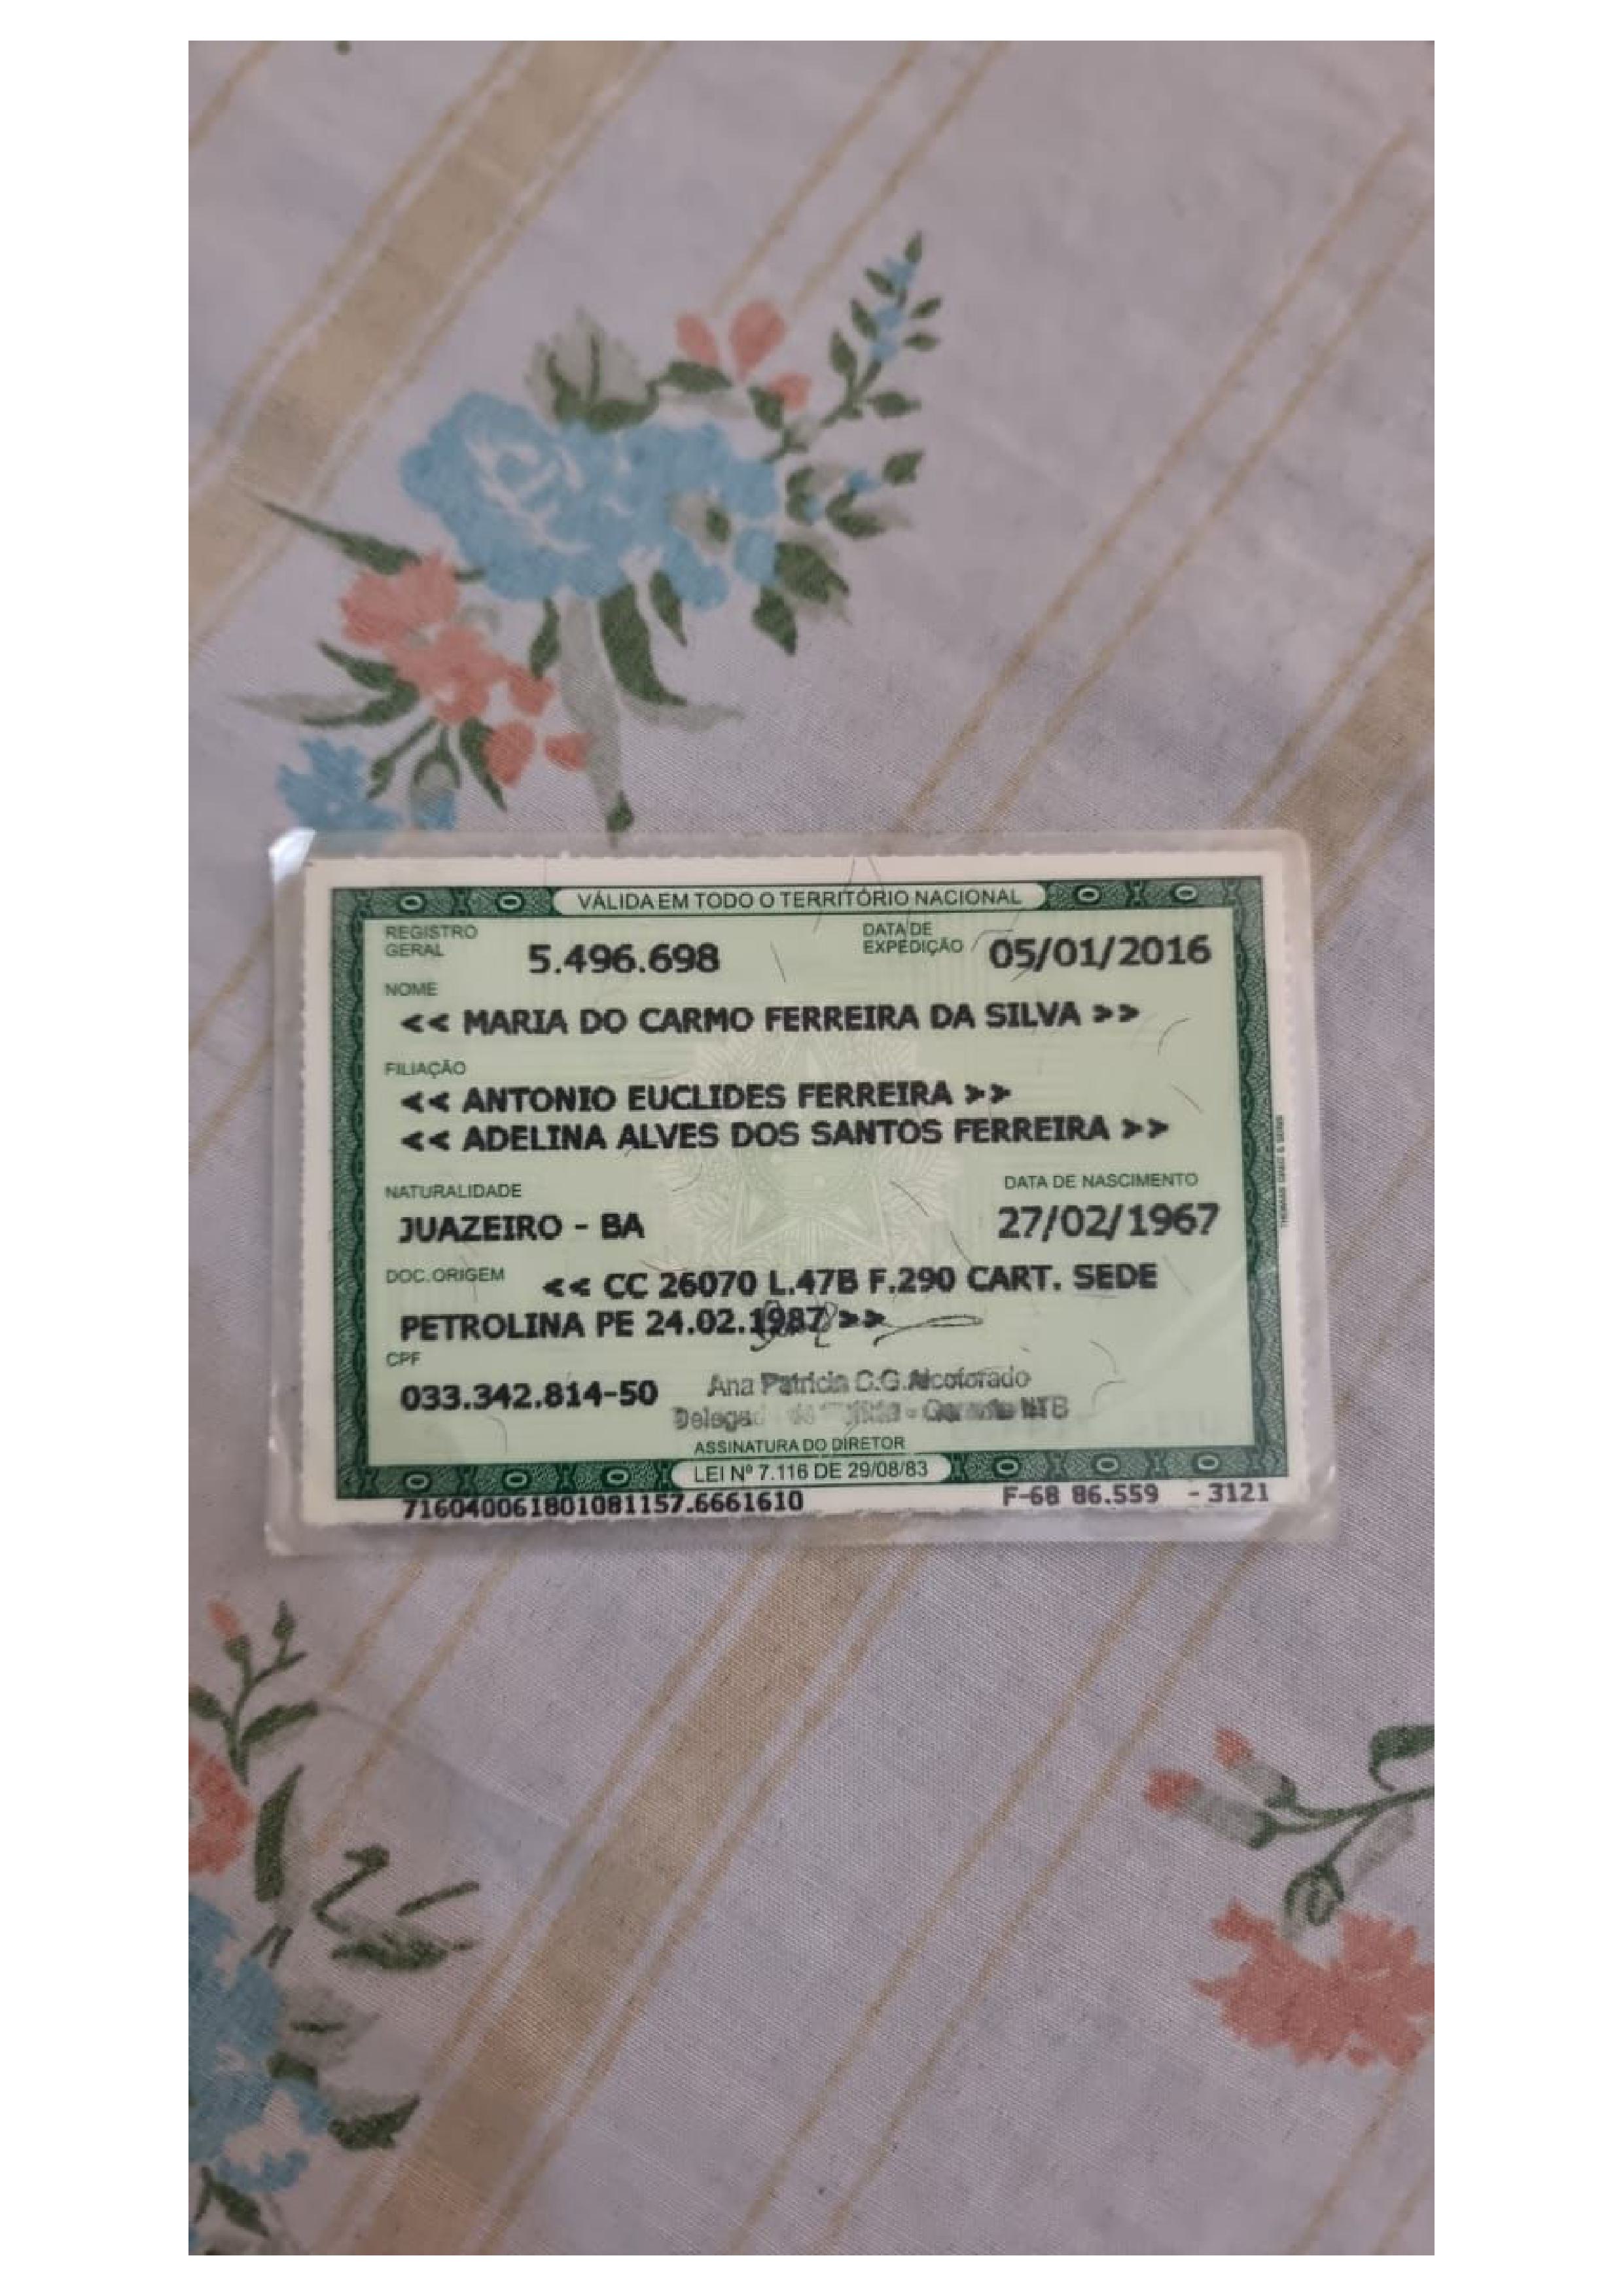 VÁLIDA EM TODO O TERRITÓRIO NACIONAL
REGISTRO GERAL 5.496.698 DATA DE EXPEDIÇÃO 05/01/2016
NOME
<< MARIA DO CARMO FERREIRA DA SILVA >>
FILIAÇÃO
<< ANTONIO EUCLIDES FERREIRA >>
<< ADELINA ALVES DOS SANTOS FERREIRA >>
NATURALIDADE DATA DE NASCIMENTO
JUAZEIRO - BA 27/02/1967
DOC.ORIGEM << CC 26070 L.47B F.290 CART. SEDE
PETROLINA PE 24.02.1987 >>
CPF
033.342.814-50 Ana Patricia C.G.Alcoforado
ASSINATURA DO DIRETOR
LEI Nº 7.116 DE 29/08/83
716040061801081157.6661610 F-68 86.559 - 3121